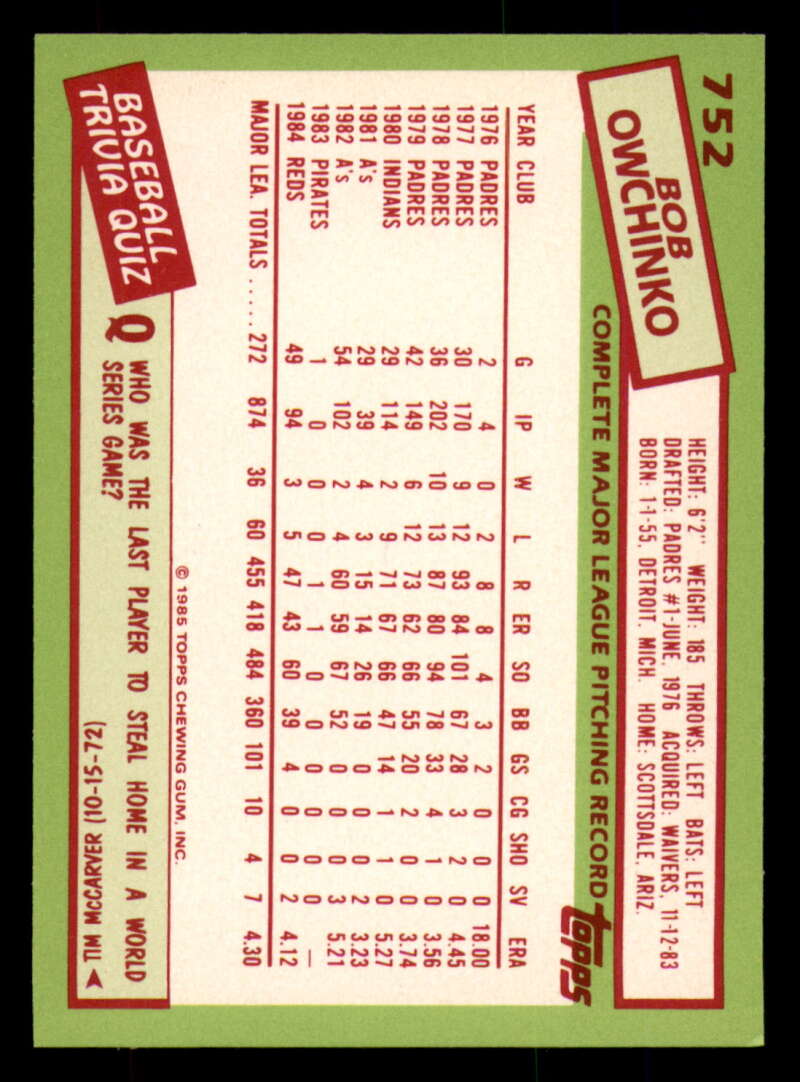 752
BOB
OWCHINKO
HEIGHT: 6'2" WEIGHT: 185 THROWS: LEFT BATS: LEFT
DRAFTED: PADRES #1-JUNE, 1976 ACQUIRED: WAIVERS, 11-12-83
BORN: 1-1-55, DETROIT, MICH. HOME: SCOTTSDALE, ARIZ.
COMPLETE MAJOR LEAGUE PITCHING RECORD topps
YEAR CLUB G IP W L R ER SO BB GS CG SHO SV ERA
1976 PADRES 2 4 0 2 8 8 4 3 2 0 0 0 18.00
1977 PADRES 30 170 9 12 93 84 101 67 28 3 2 0 4.45
1978 PADRES 36 202 10 13 87 80 94 78 33 4 1 0 3.56
1979 PADRES 42 149 6 12 73 62 66 55 20 2 0 0 3.74
1980 INDIANS 29 114 2 9 71 67 66 47 14 1 1 0 5.27
1981 A's 29 39 4 3 15 14 26 19 0 0 0 2 3.23
1982 A's 54 102 2 4 60 59 67 52 0 0 0 3 5.21
1983 PIRATES 1 0 0 0 1 1 0 0 0 0 0 0 —
1984 REDS 49 94 3 5 47 43 60 39 4 0 0 2 4.12
MAJOR LEA. TOTALS ..... 272 874 36 60 455 418 484 360 101 10 4 7 4.30
© 1985 TOPPS CHEWING GUM, INC.
BASEBALL
TRIVIA QUIZ
Q WHO WAS THE LAST PLAYER TO STEAL HOME IN A WORLD
SERIES GAME?
TIM MCCARVER (10-15-72)